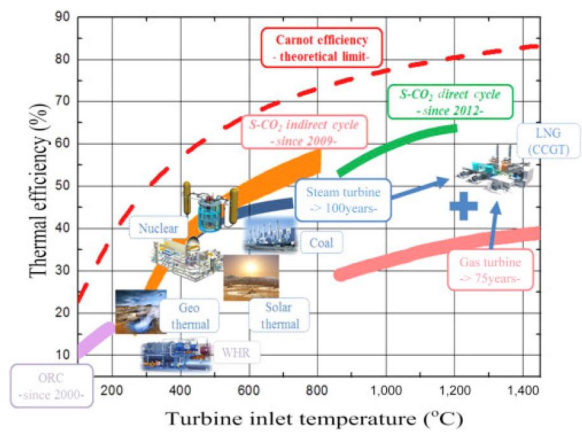 90
80
70
60
50
40
30
20
10
Thermal efficiency (%)
Carnot efficiency
- theoretical limit-
S-CO2 direct cycle
-since 2012-
S-CO2 indirect cycle
-since 2009-
LNG
(CCGT)
Steam turbine
-> 100years-
Nuclear
Coal
Gas turbine
-> 75years-
Geo
thermal
Solar
thermal
WHR
ORC
-since 2000-
200
400
600
800
1,000
1,200
1,400
Turbine inlet temperature (°C)